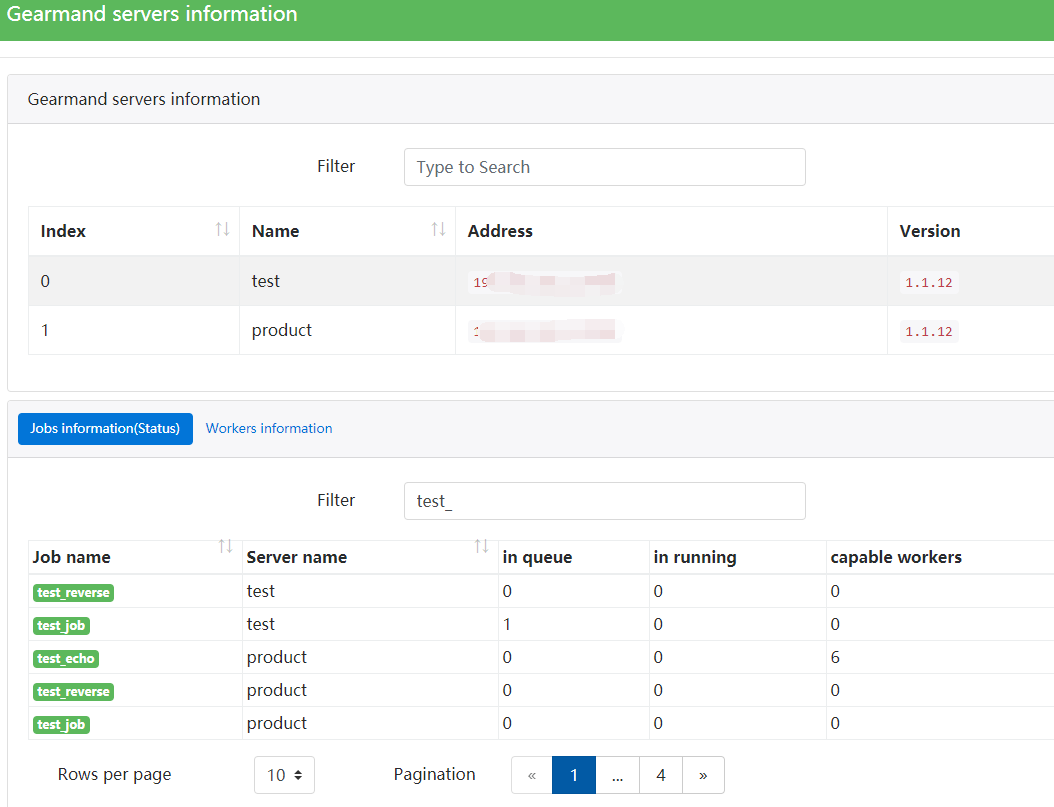 Gearmand servers information
Gearmand servers information
Filter Type to Search
Index Name Address Version
0 test 1.1.12
1 product 1.1.12
Jobs information(Status) Workers information
Filter test_
Job name Server name in queue in running capable workers
test_reverse test 0 0 0
test_job test 1 0 0
test_echo product 0 0 6
test_reverse product 0 0 0
test_job product 0 0 0
Rows per page 10 Pagination « 1 ... 4 »